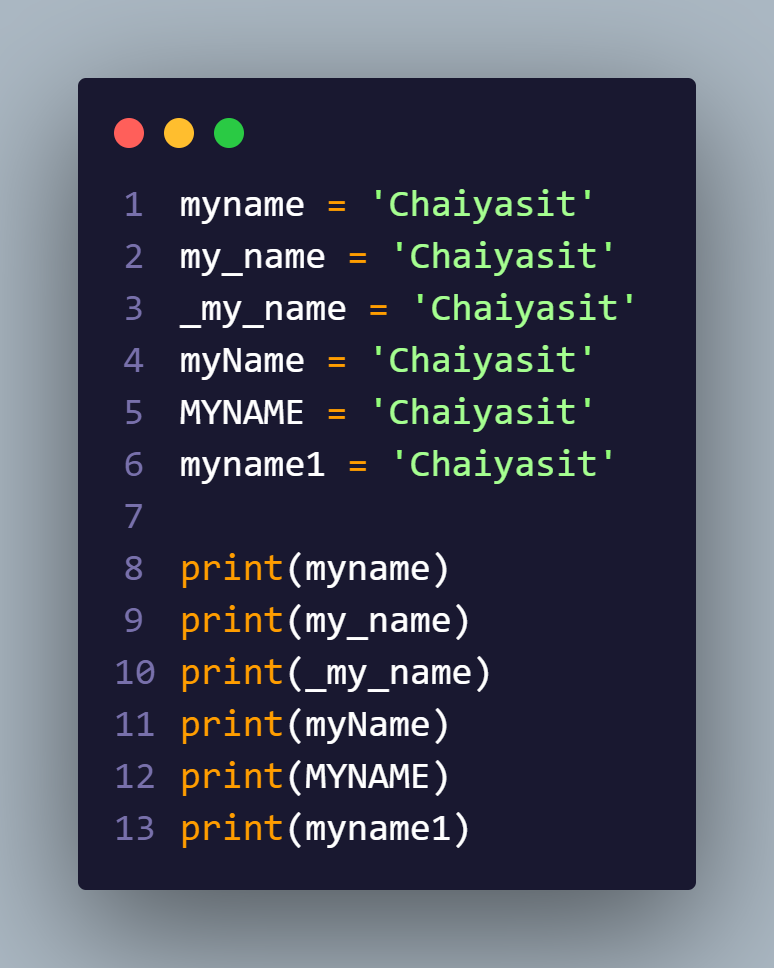 1 myname = 'Chaiyasit'
2 my_name = 'Chaiyasit'
3 _my_name = 'Chaiyasit'
4 myName = 'Chaiyasit'
5 MYNAME = 'Chaiyasit'
6 myname1 = 'Chaiyasit'
7
8 print(myname)
9 print(my_name)
10 print(_my_name)
11 print(myName)
12 print(MYNAME)
13 print(myname1)